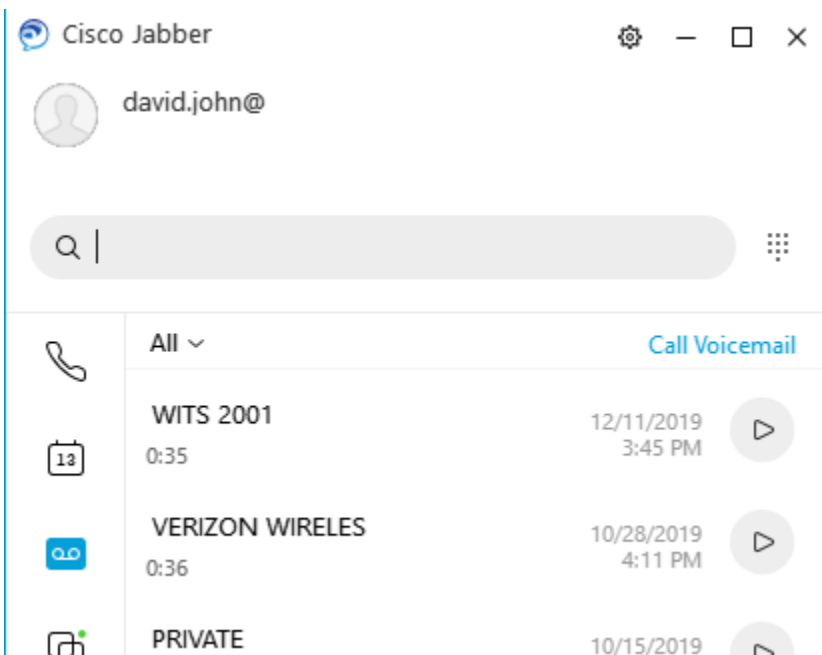 Cisco Jabber
david.john@
All
Call Voicemail
WITS 2001
12/11/2019
0:35
3:45 PM
13
VERIZON WIRELES
10/28/2019
0:36
4:11 PM
PRIVATE
10/15/2019